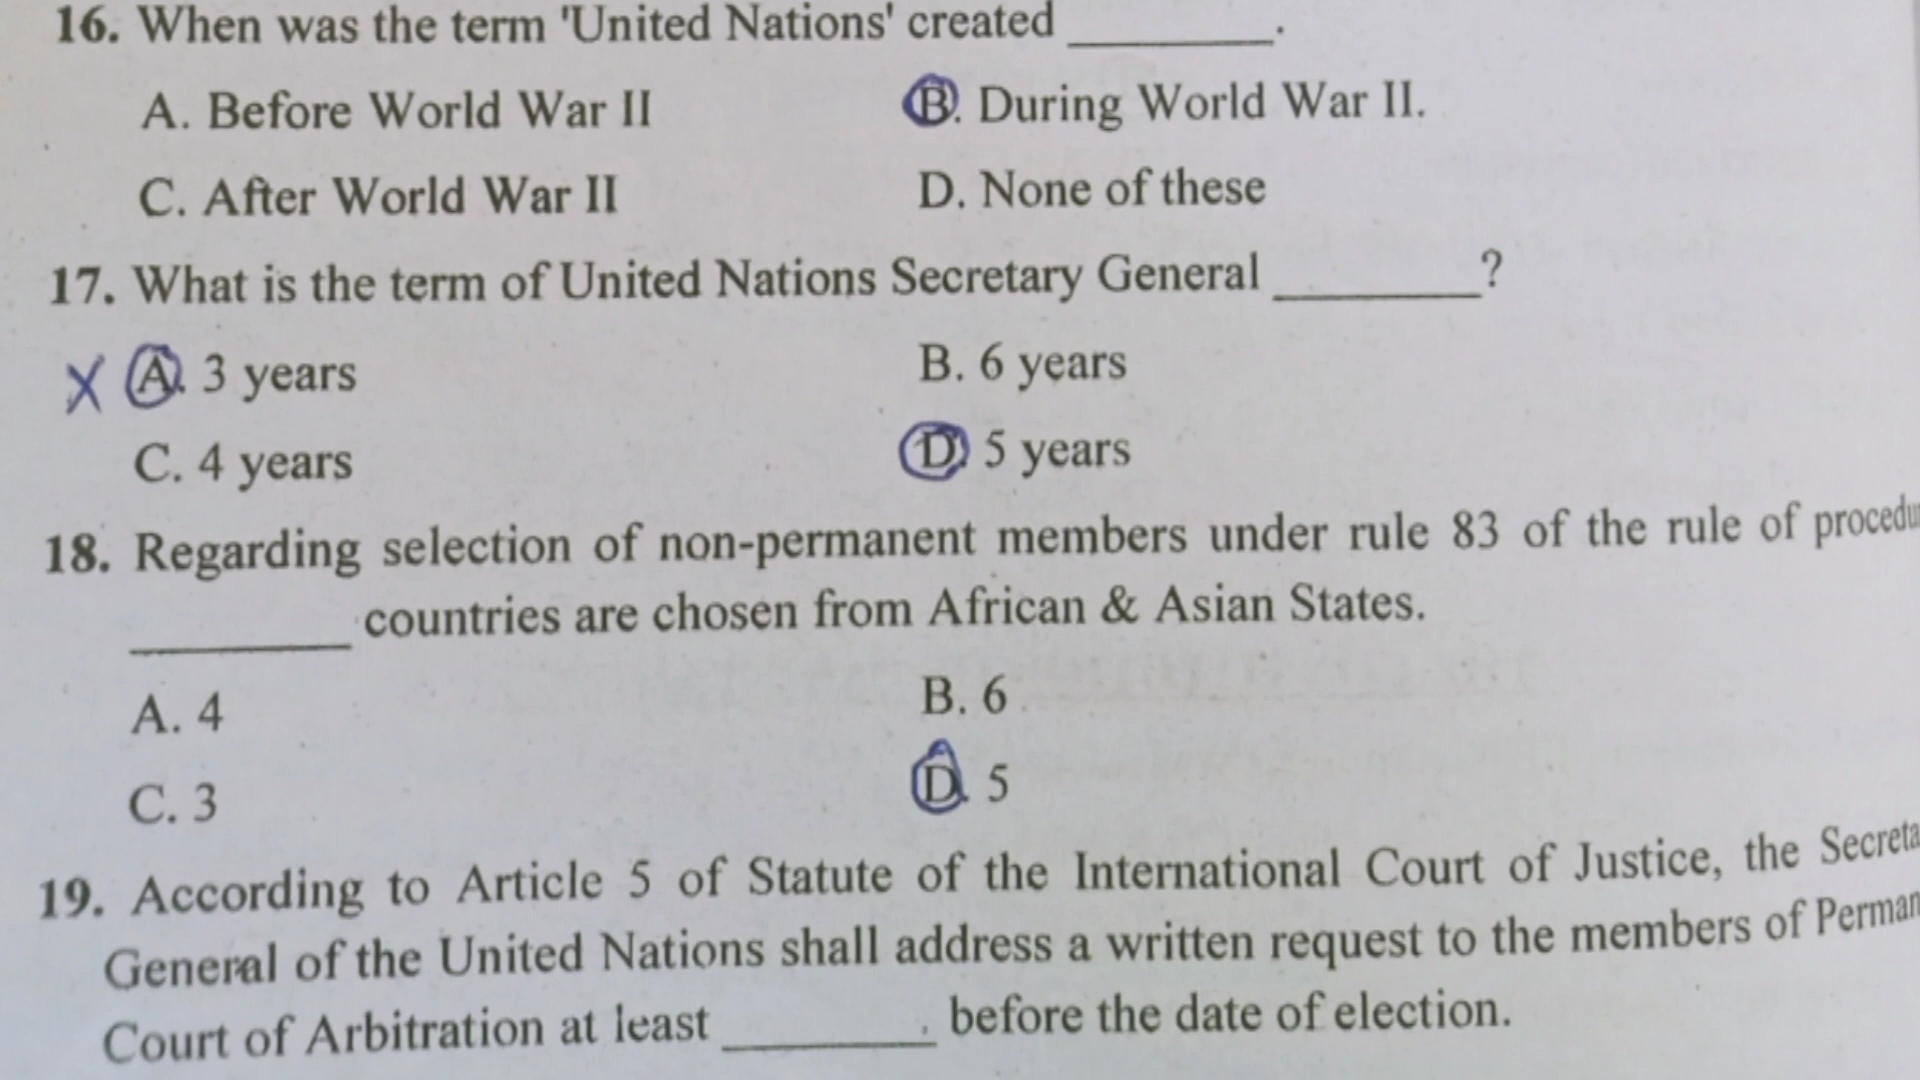 16. When was the term 'United Nations' created ________.
A. Before World War II B. During World War II.
C. After World War II D. None of these
17. What is the term of United Nations Secretary General ________?
X A. 3 years B. 6 years
C. 4 years D. 5 years
18. Regarding selection of non-permanent members under rule 83 of the rule of procedu
________ countries are chosen from African & Asian States.
A. 4 B. 6
C. 3 D. 5
19. According to Article 5 of Statute of the International Court of Justice, the Secreta
General of the United Nations shall address a written request to the members of Perman
Court of Arbitration at least ________. before the date of election.